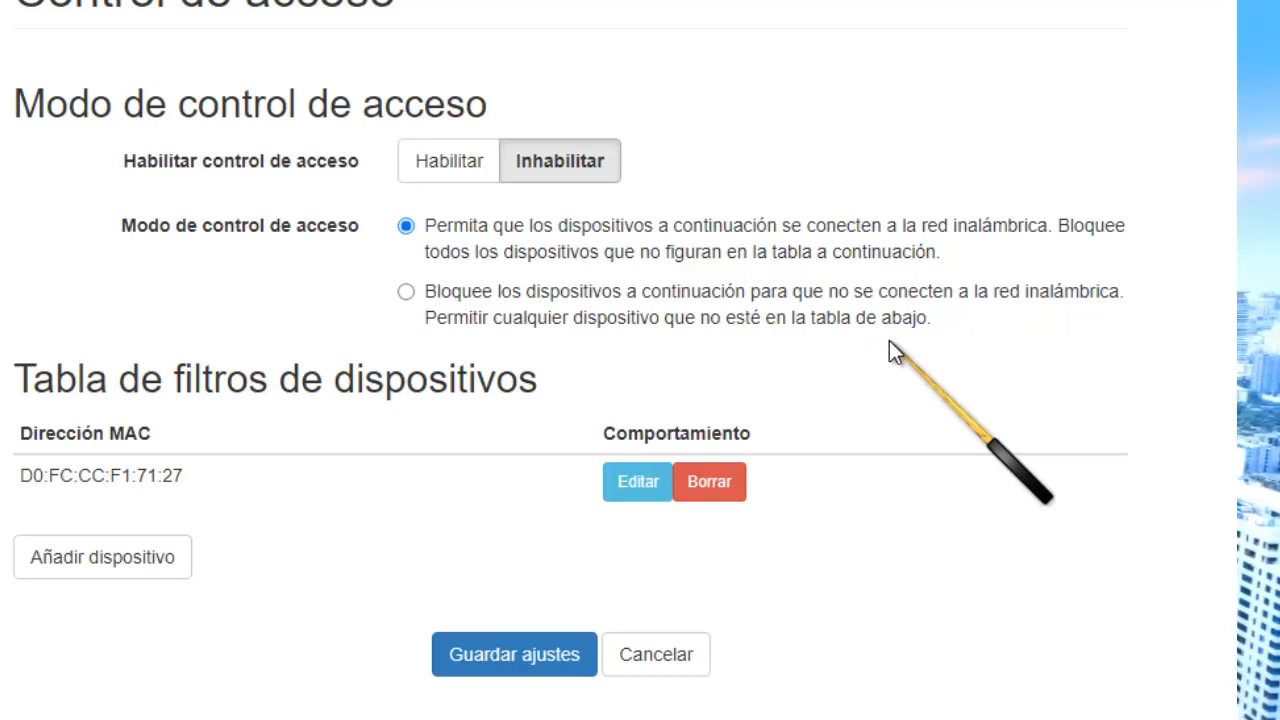 Control de acceso
Modo de control de acceso
Habilitar control de acceso Habilitar Inhabilitar
Modo de control de acceso Permita que los dispositivos a continuación se conecten a la red inalámbrica. Bloquee
todos los dispositivos que no figuran en la tabla a continuación.
Bloquee los dispositivos a continuación para que no se conecten a la red inalámbrica.
Permitir cualquier dispositivo que no esté en la tabla de abajo.
Tabla de filtros de dispositivos
Dirección MAC Comportamiento
D0:FC:CC:F1:71:27 Editar Borrar
Añadir dispositivo
Guardar ajustes Cancelar